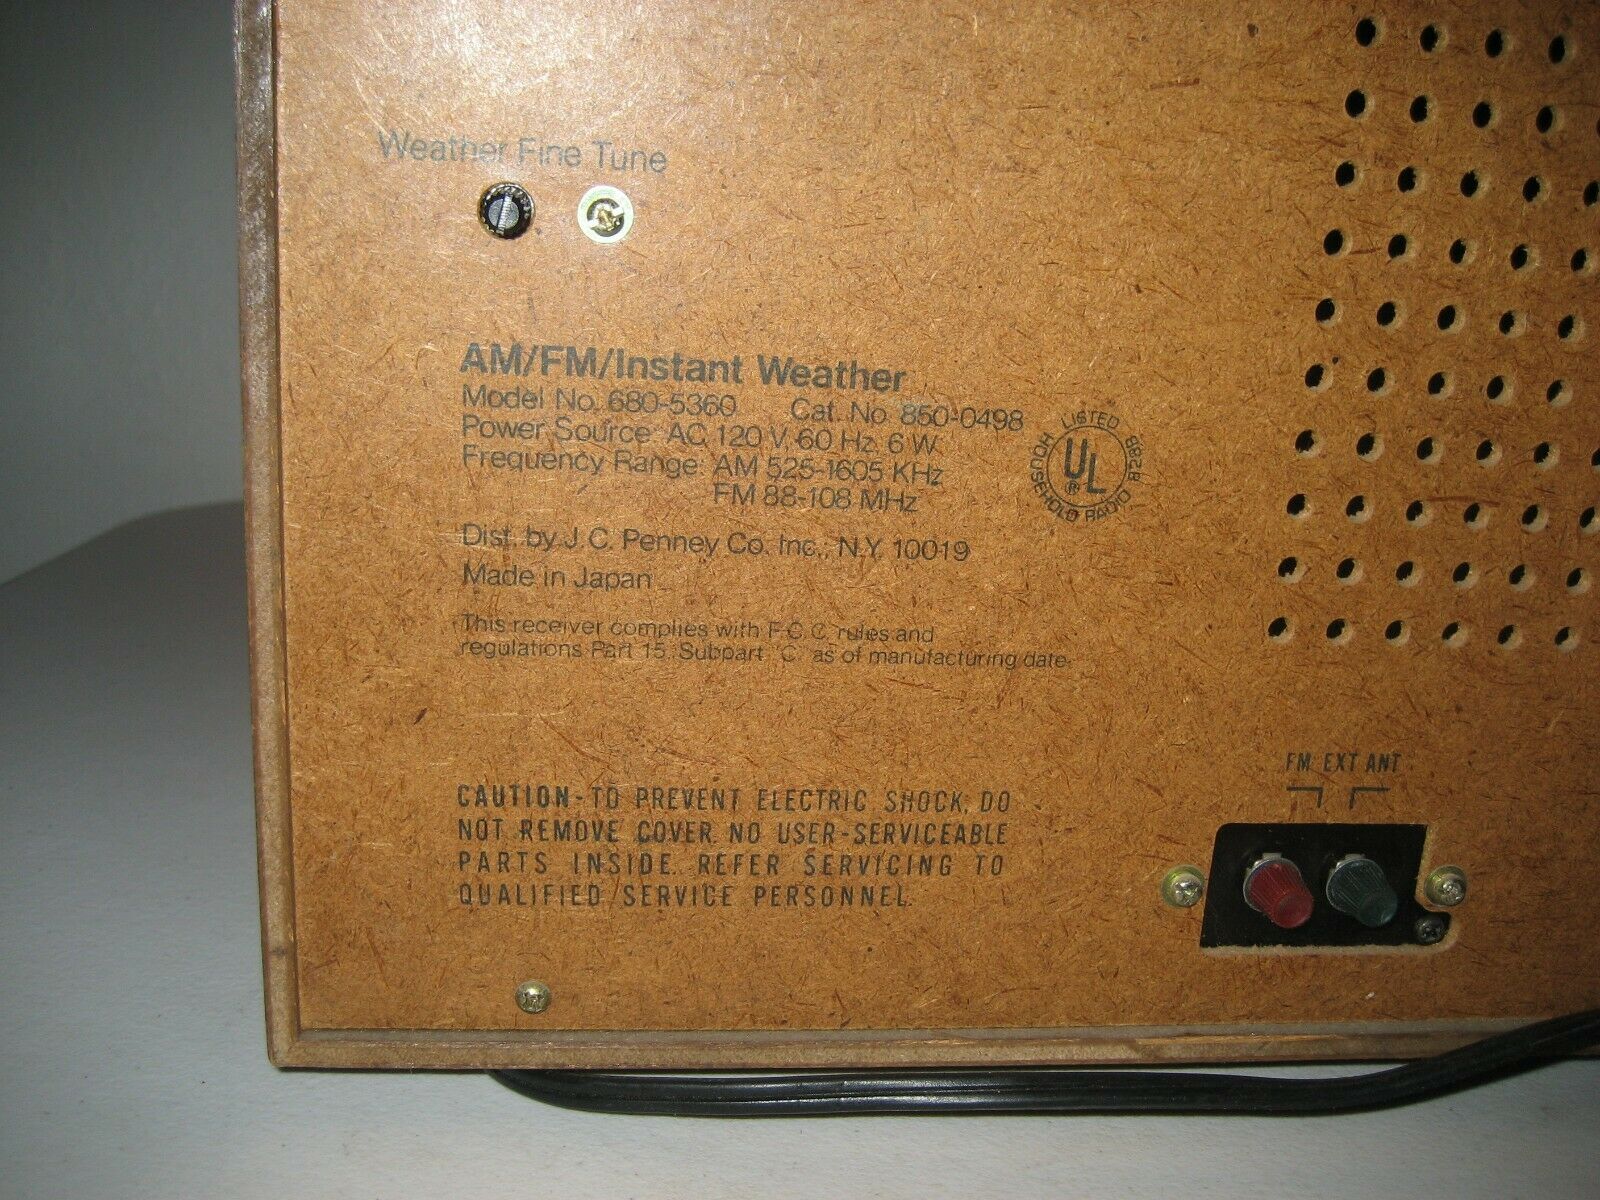 Weather Fine Tune
AM/FM/Instant Weather
Model No. 680-5360 Cat. No. 850-0498
Power Source: AC 120 V, 60 Hz. 6 W
Frequency Range: AM 525-1605 KHz
FM 88-108 MHz
LISTED 928B
UL
®
HOUSEHOLD RADIO
Dist. by J. C. Penney Co. Inc., N.Y. 10019
Made in Japan
This receiver complies with F.C.C. rules and
regulations Part 15, Subpart "C" as of manufacturing date.
FM EXT ANT
CAUTION-TO PREVENT ELECTRIC SHOCK, DO
NOT REMOVE COVER. NO USER-SERVICEABLE
PARTS INSIDE. REFER SERVICING TO
QUALIFIED SERVICE PERSONNEL.